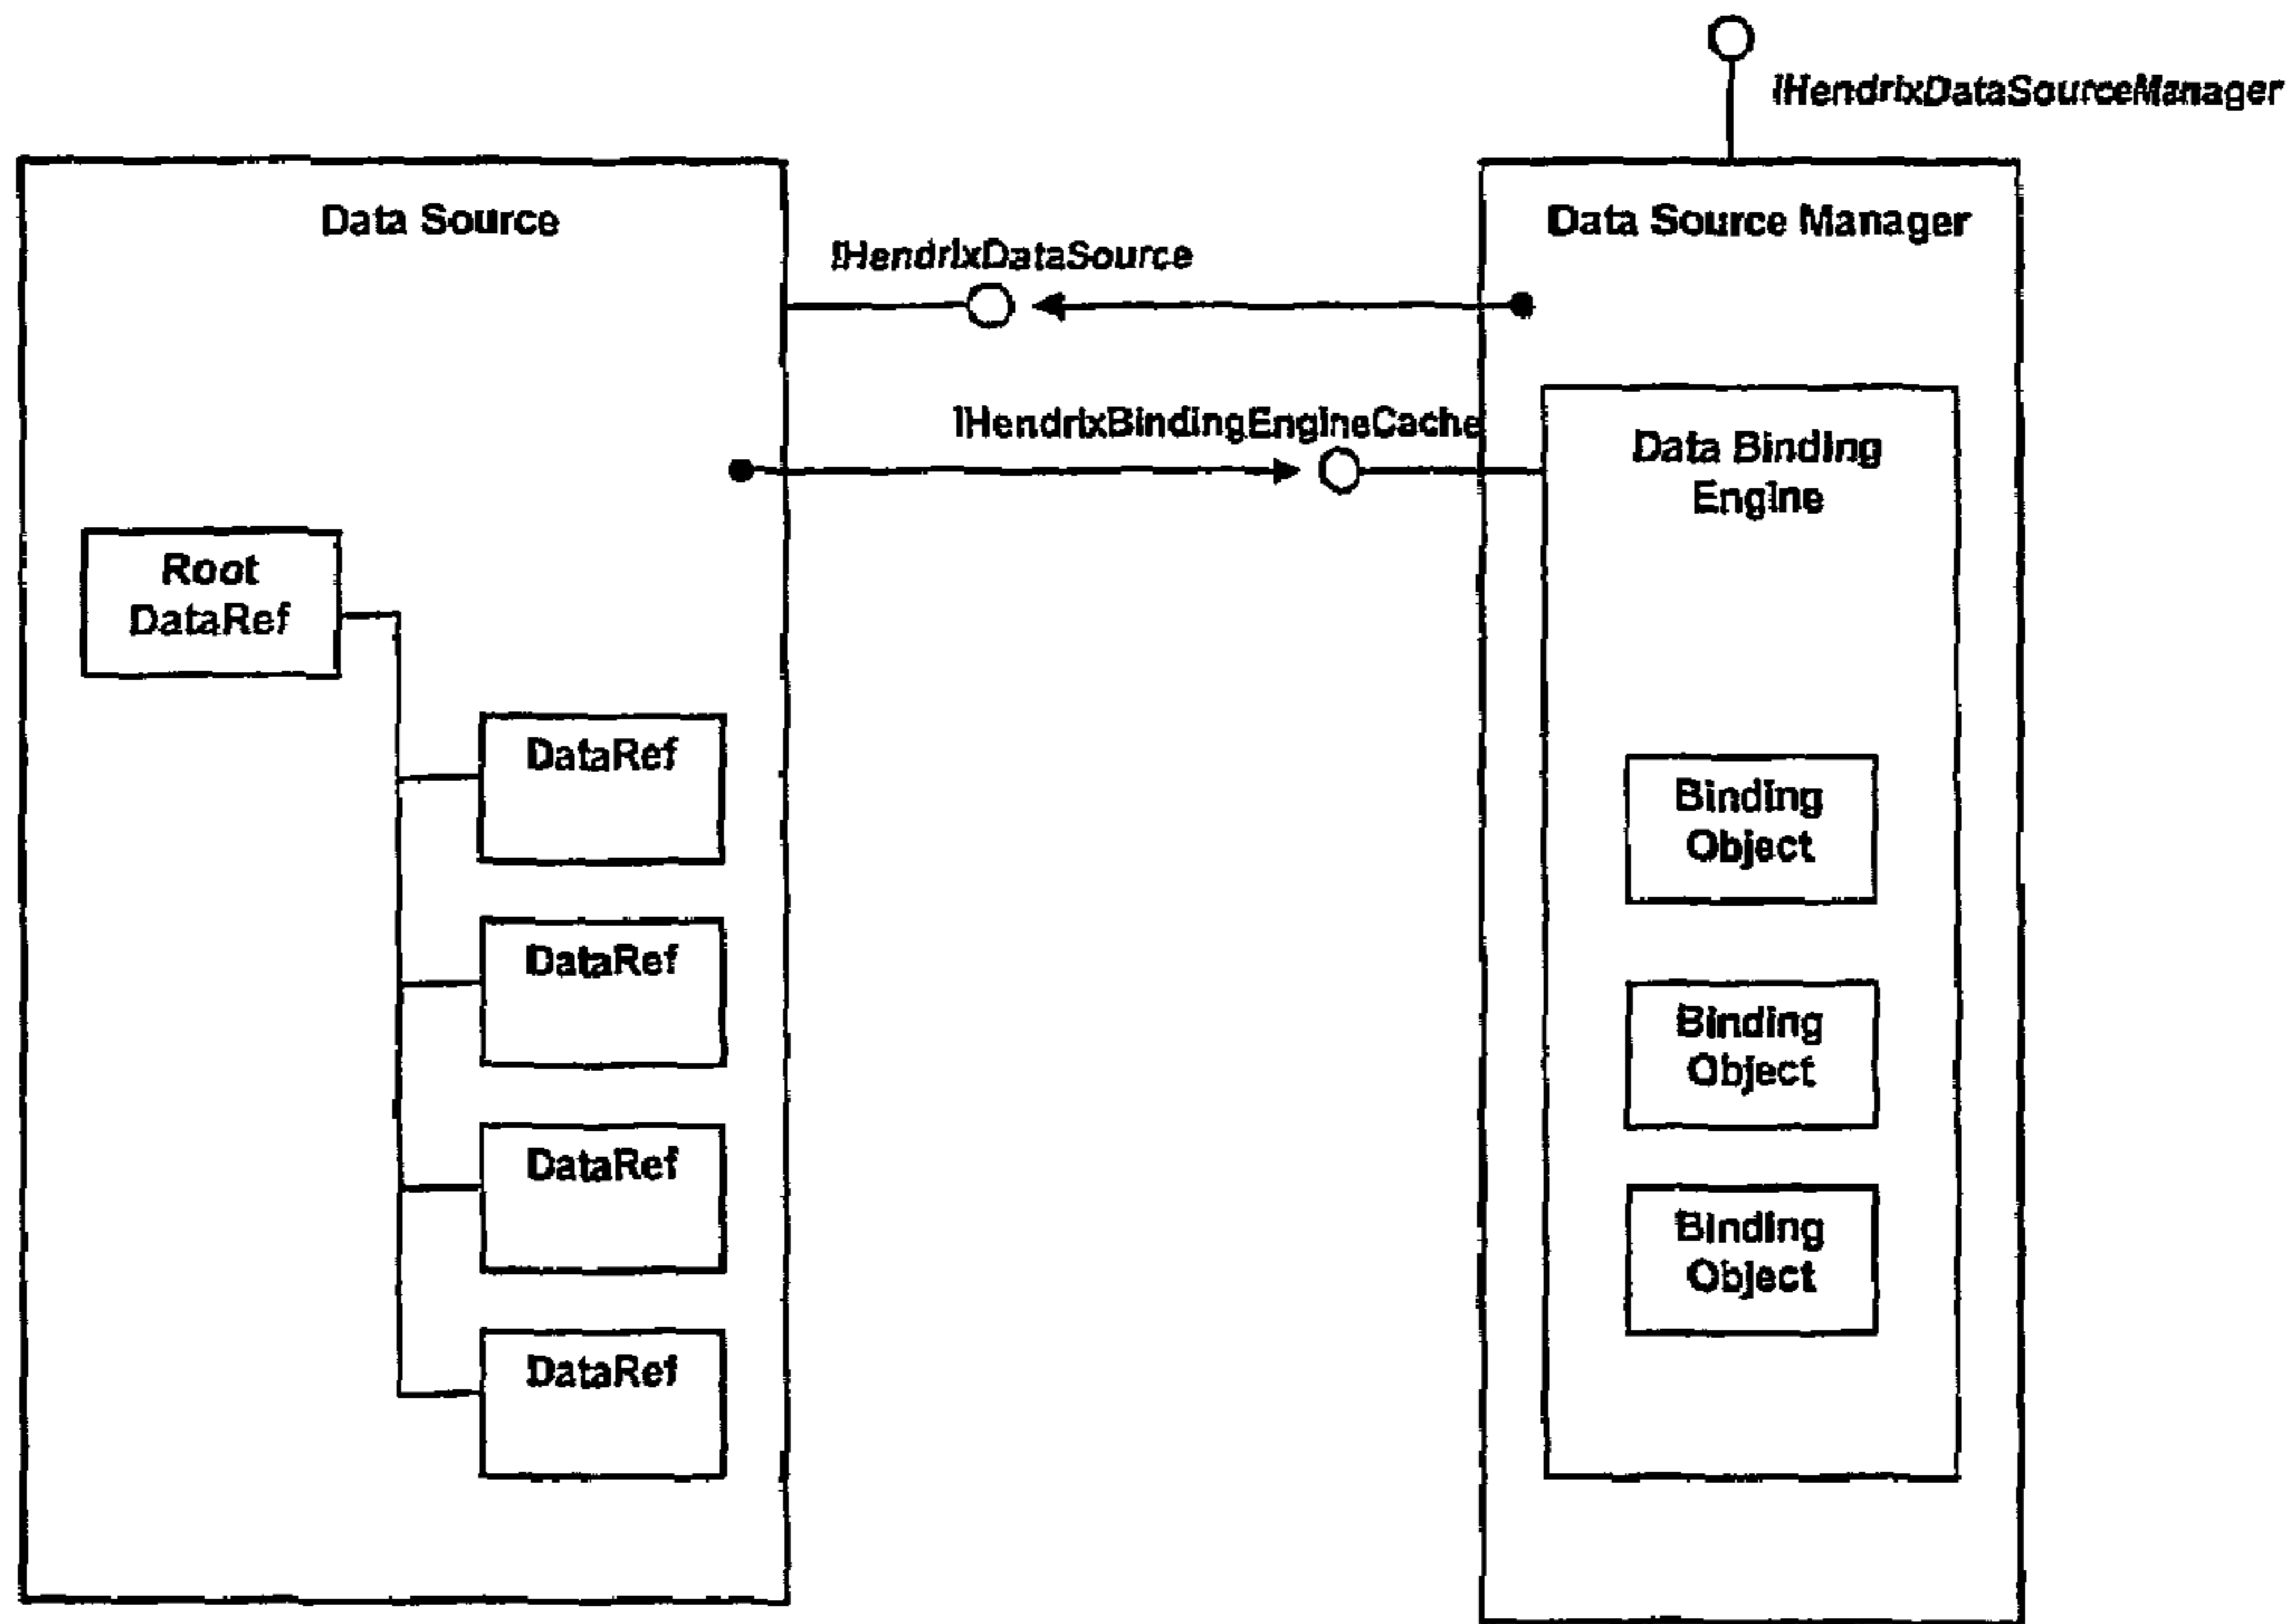 IHendrixDataSourceManager
Data Source
Data Source Manager
IHendrixDataSource
IHendrixBindingEngineCache
Data Binding
Engine
Root
DataRef
DataRef
Binding
Object
DataRef
Binding
Object
DataRef
Binding
Object
DataRef